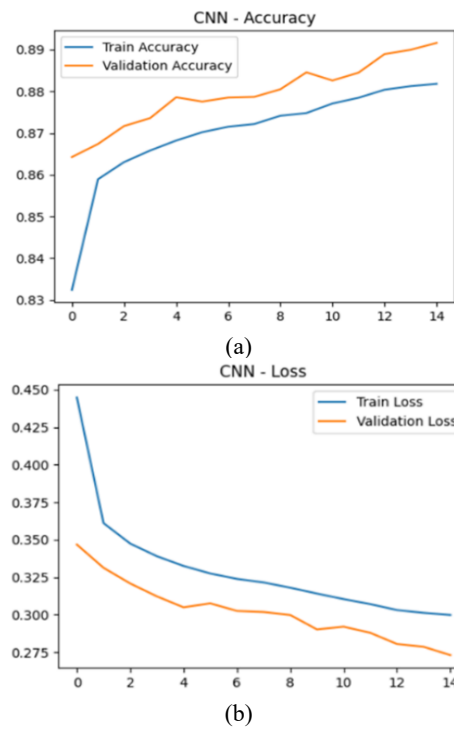 CNN - Accuracy
Train Accuracy
Validation Accuracy
0.89
0.88
0.87
0.86
0.85
0.84
0.83
0 2 4 6 8 10 12 14
(a)
CNN - Loss
Train Loss
Validation Loss
0.450
0.425
0.400
0.375
0.350
0.325
0.300
0.275
0 2 4 6 8 10 12 14
(b)